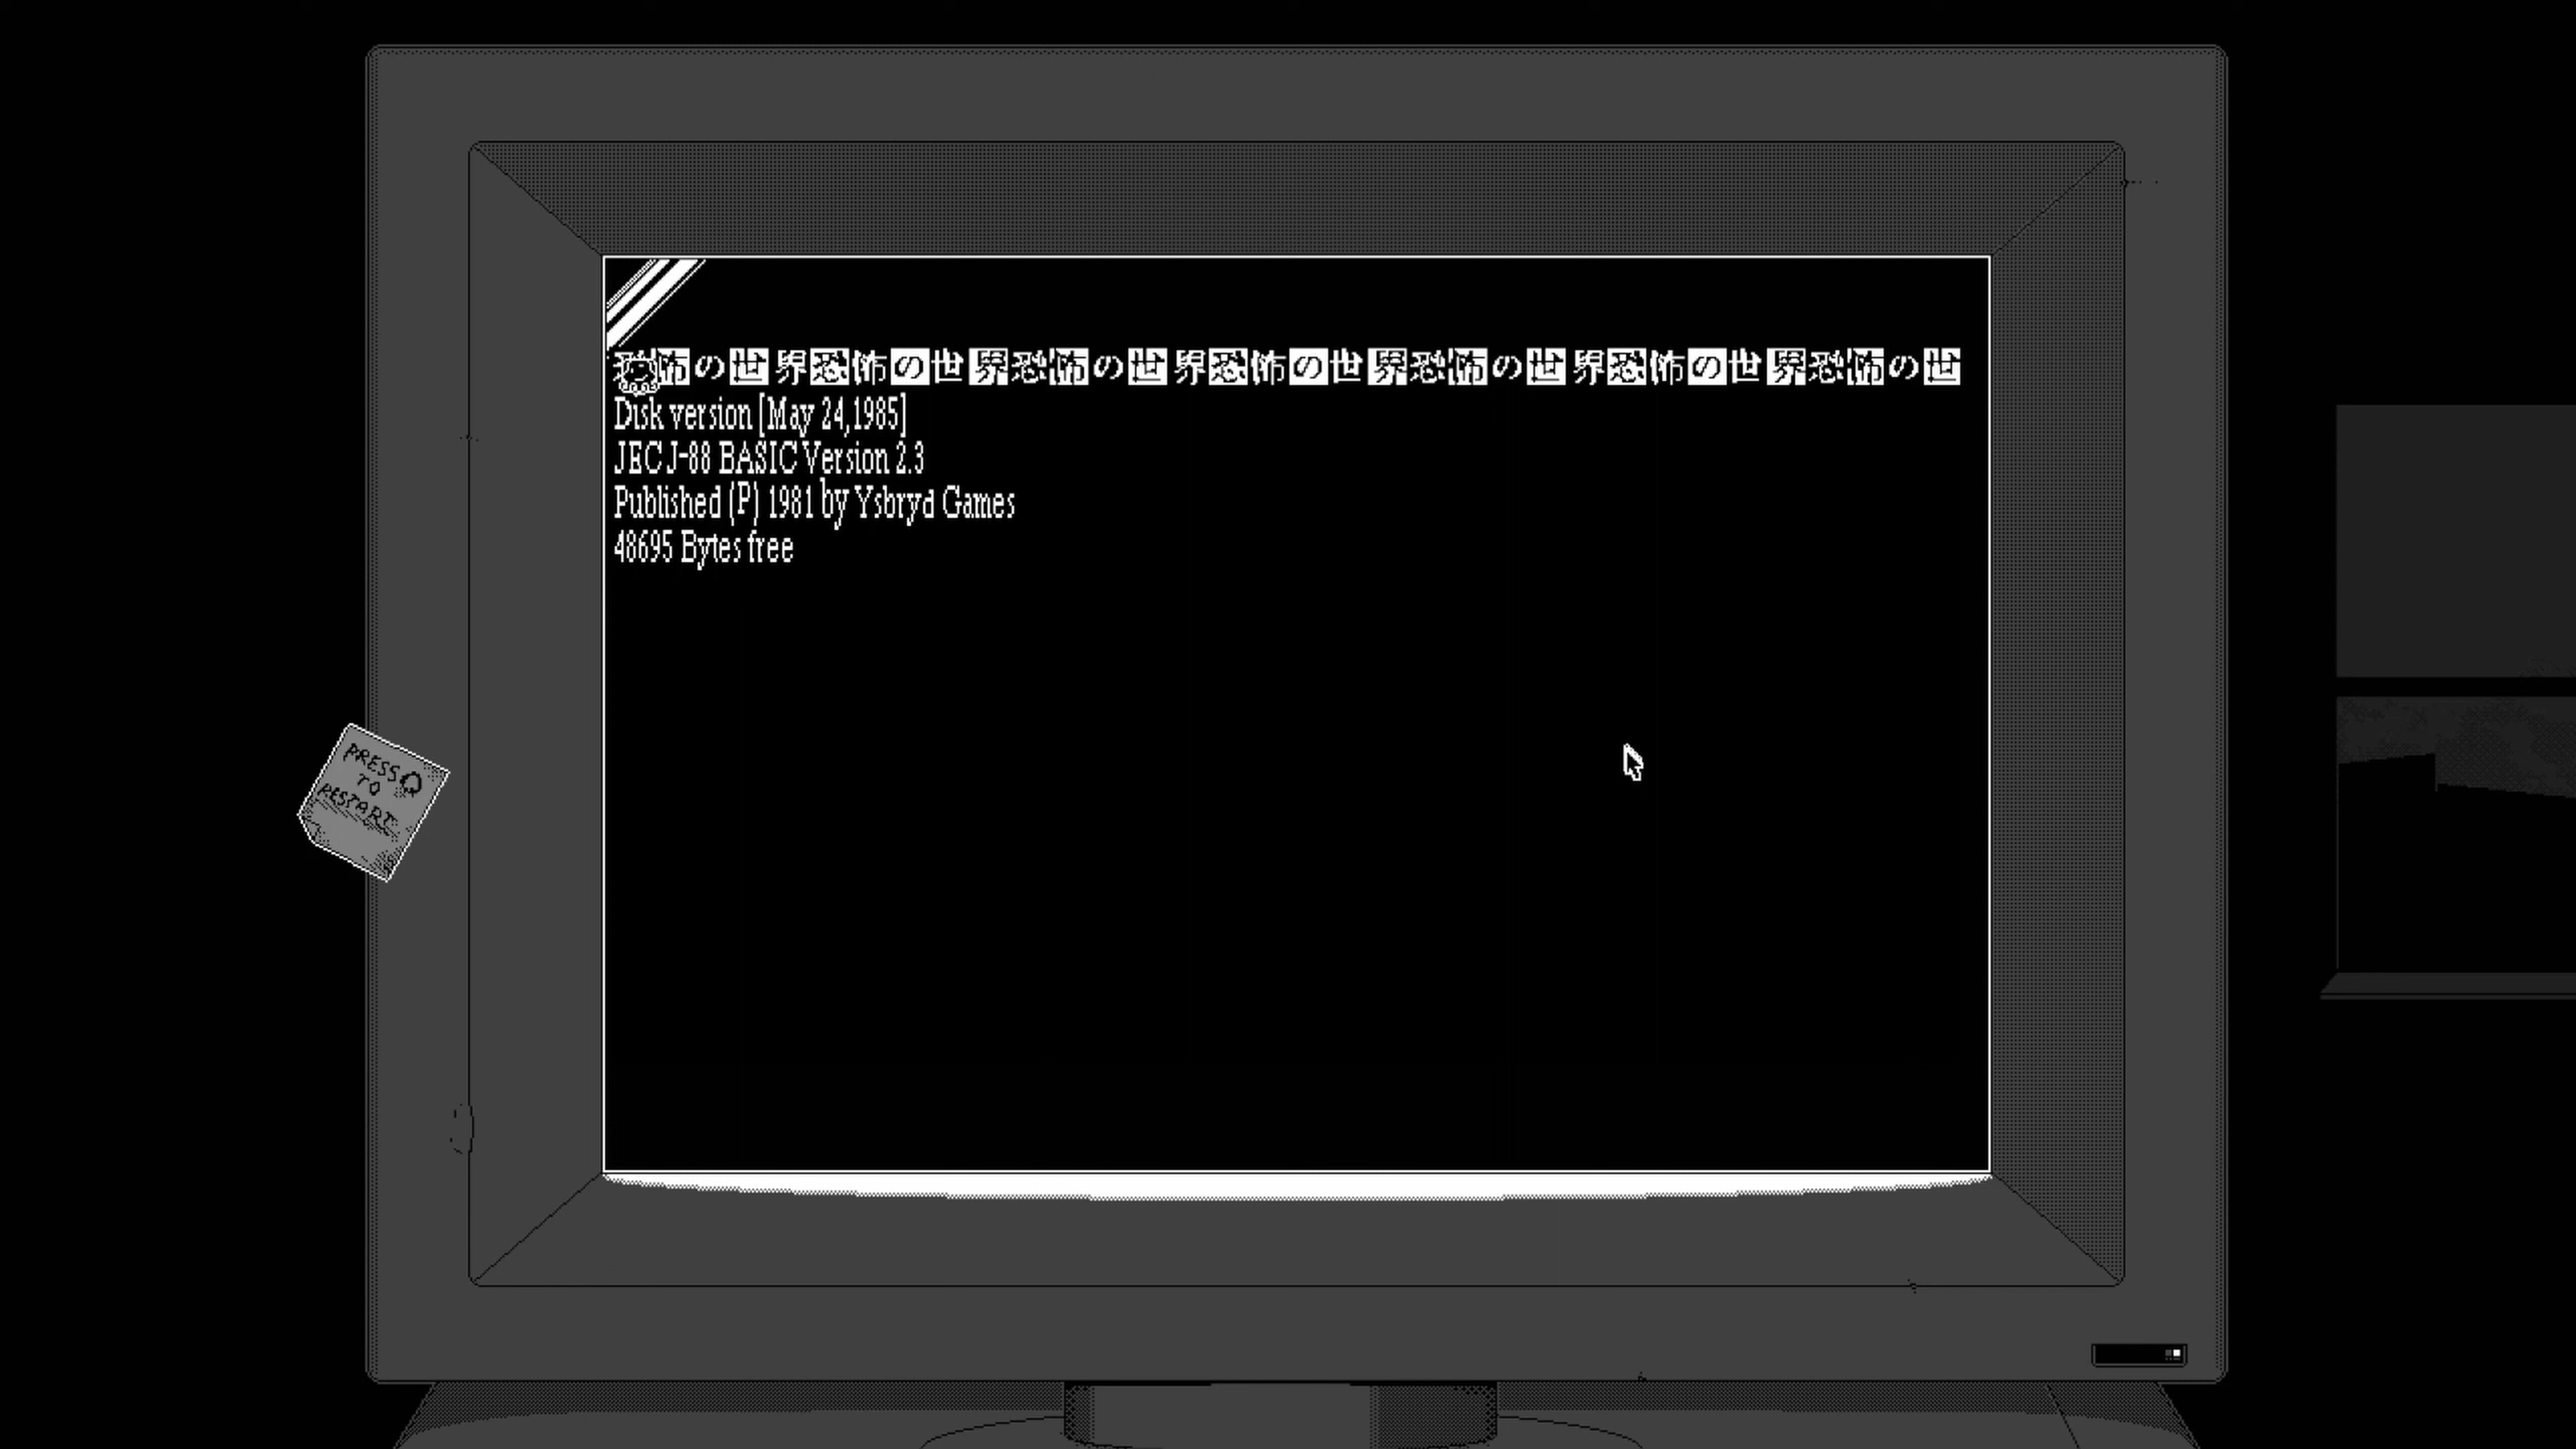 恐怖の世界恐怖の世界恐怖の世界恐怖の世界恐怖の世界恐怖の世界恐怖の世
Disk version [May 24,1985]
JEC J-88 BASIC Version 2.3
Published (P) 1981 by Ysbryd Games
48695 Bytes free
PRESS Q
TO
RESTART